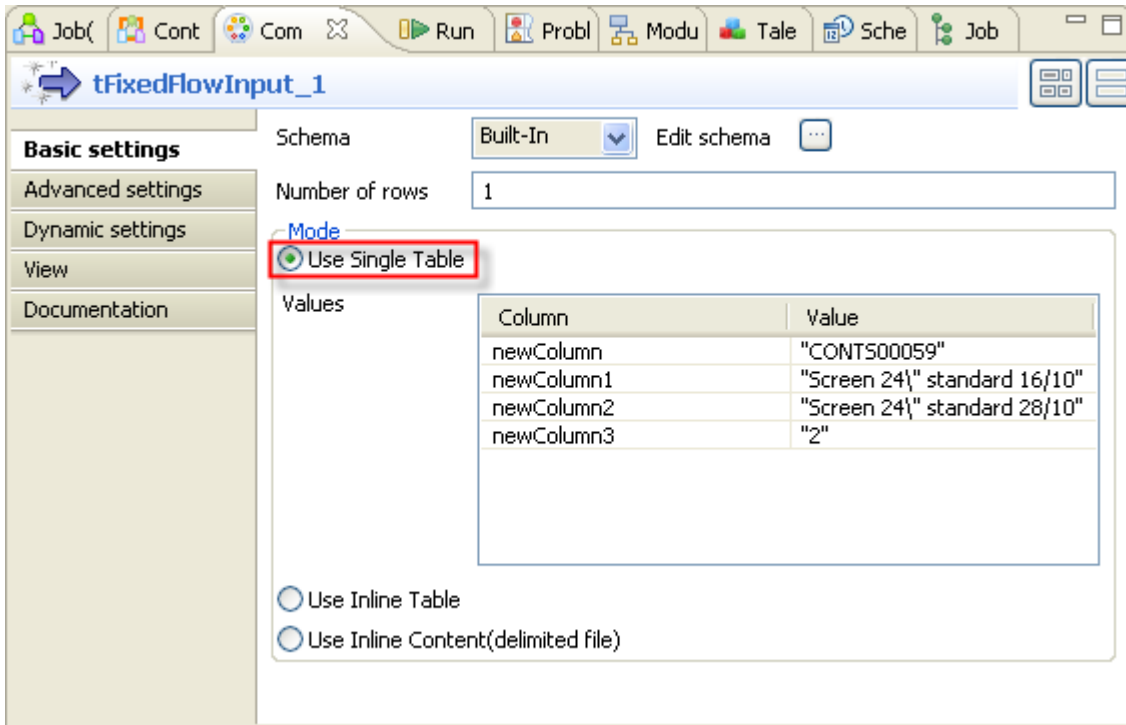 Job( Cont Com Run Probl Modu Tale Sche Job
tFixedFlowInput_1
Basic settings
Advanced settings
Dynamic settings
View
Documentation
Schema Built-In Edit schema ...
Number of rows 1
Mode
Use Single Table
Values
Column Value
newColumn "CONTS00059"
newColumn1 "Screen 24\" standard 16/10"
newColumn2 "Screen 24\" standard 28/10"
newColumn3 "2"
Use Inline Table
Use Inline Content(delimited file)